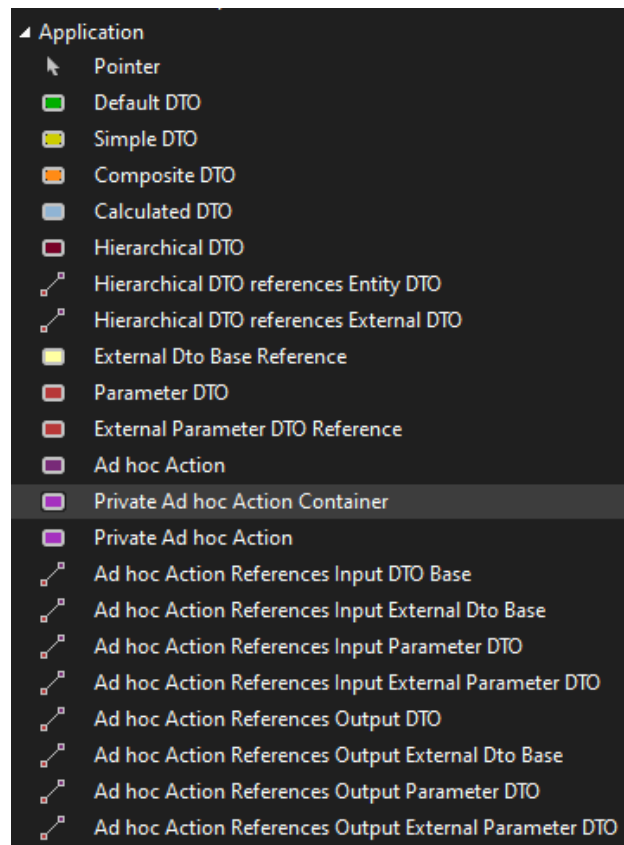 Application
Pointer
Default DTO
Simple DTO
Composite DTO
Calculated DTO
Hierarchical DTO
Hierarchical DTO references Entity DTO
Hierarchical DTO references External DTO
External Dto Base Reference
Parameter DTO
External Parameter DTO Reference
Ad hoc Action
Private Ad hoc Action Container
Private Ad hoc Action
Ad hoc Action References Input DTO Base
Ad hoc Action References Input External Dto Base
Ad hoc Action References Input Parameter DTO
Ad hoc Action References Input External Parameter DTO
Ad hoc Action References Output DTO
Ad hoc Action References Output External Dto Base
Ad hoc Action References Output Parameter DTO
Ad hoc Action References Output External Parameter DTO